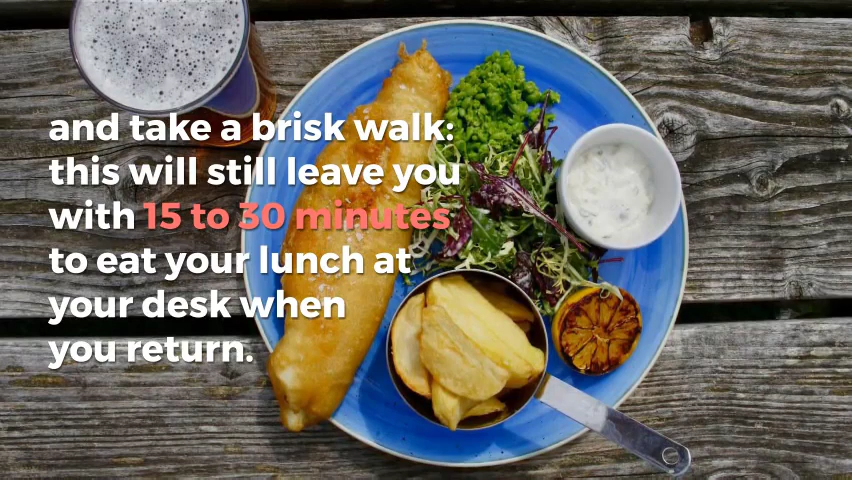 and take a brisk walk:
this will still leave you
with 15 to 30 minutes
to eat your lunch at
your desk when
you return.